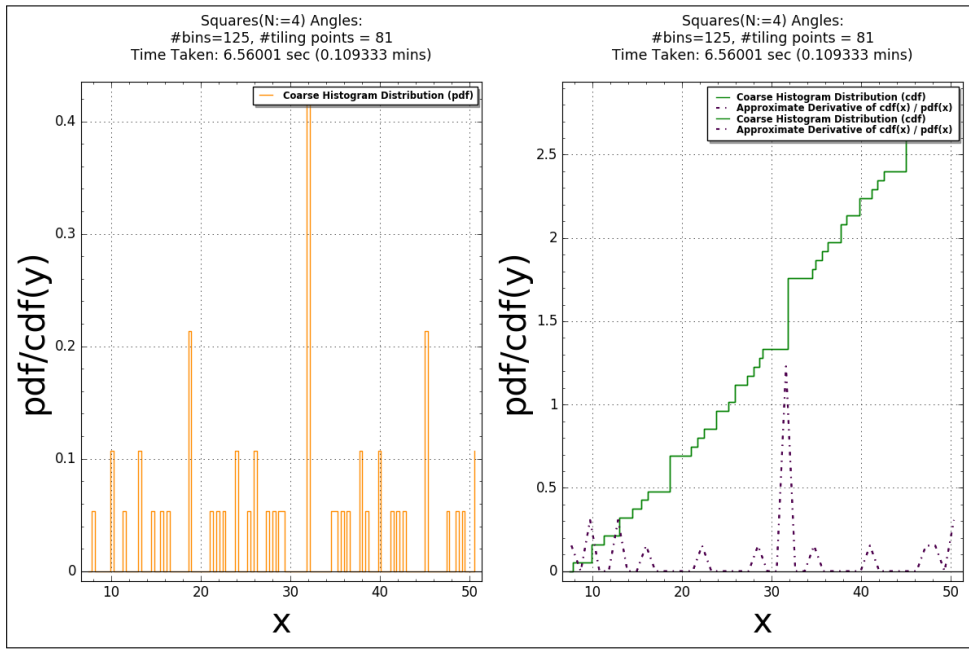 Squares(N:=4) Angles:
#bins=125, #tiling points = 81
Time Taken: 6.56001 sec (0.109333 mins)
Coarse Histogram Distribution (pdf)
0.4
0.3
0.2
0.1
0
10
20
30
40
50
pdf/cdf(y)
x
Squares(N:=4) Angles:
#bins=125, #tiling points = 81
Time Taken: 6.56001 sec (0.109333 mins)
Coarse Histogram Distribution (cdf)
Approximate Derivative of cdf(x) / pdf(x)
Coarse Histogram Distribution (cdf)
Approximate Derivative of cdf(x) / pdf(x)
2.5
2
1.5
1
0.5
0
10
20
30
40
50
pdf/cdf(y)
x